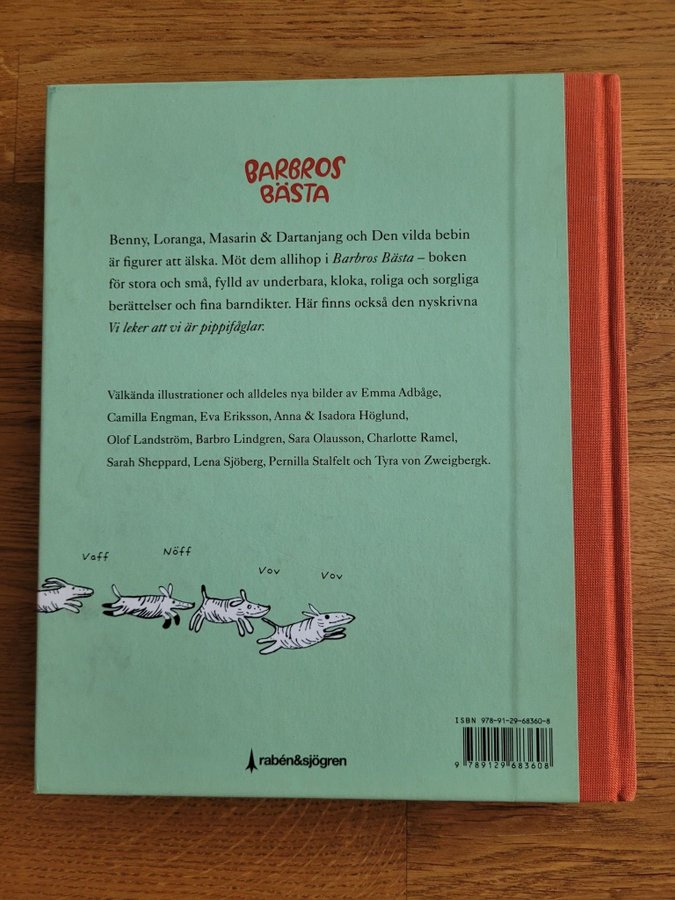 BARBROS
BÄSTA
Benny, Loranga, Masarin & Dartanjang och Den vilda bebin
är figurer att älska. Möt dem allihop i Barbros Bästa – boken
för stora och små, fylld av underbara, kloka, roliga och sorgliga
berättelser och fina barndikter. Här finns också den nyskrivna
Vi leker att vi är pippifåglar.
Välkända illustrationer och alldeles nya bilder av Emma Adbåge,
Camilla Engman, Eva Eriksson, Anna & Isadora Höglund,
Olof Landström, Barbro Lindgren, Sara Olausson, Charlotte Ramel,
Sarah Sheppard, Lena Sjöberg, Pernilla Stalfelt och Tyra von Zweigbergk.
Vaff
Nöff
Vov
Vov
ISBN 978-91-29-68360-8
9 789129 683608
rabén&sjögren